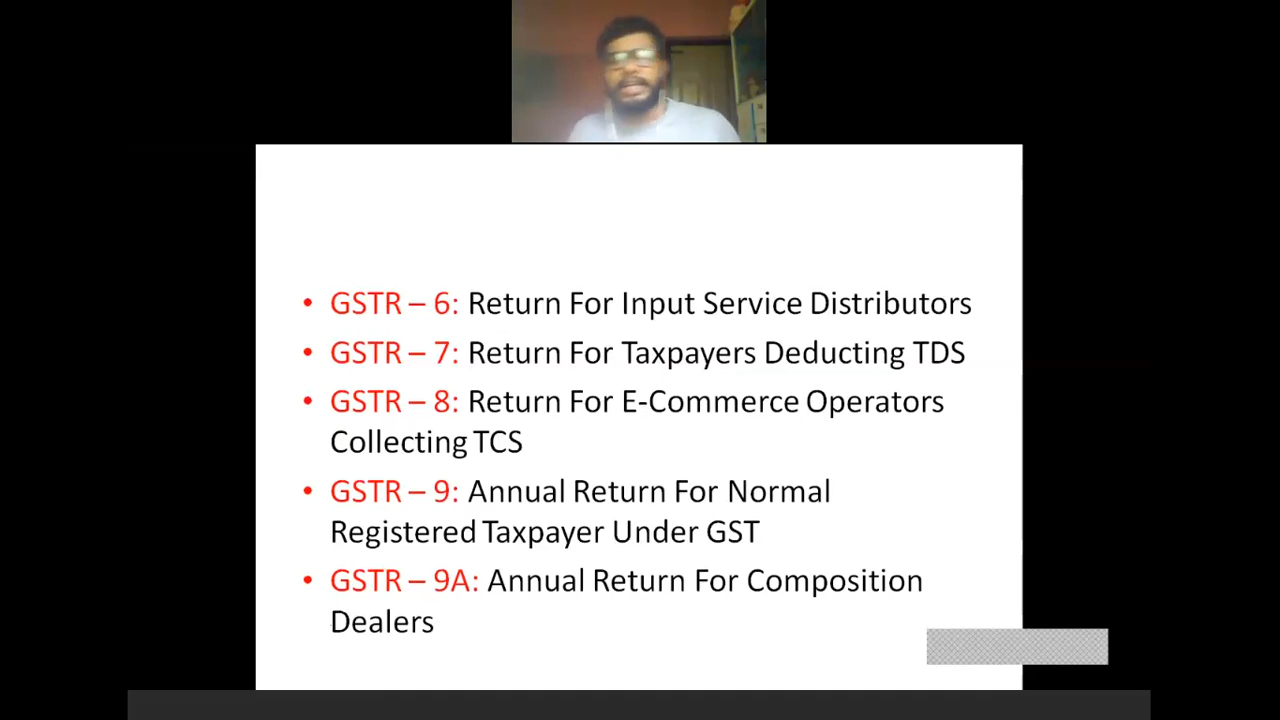 • GSTR – 6: Return For Input Service Distributors
• GSTR – 7: Return For Taxpayers Deducting TDS
• GSTR – 8: Return For E-Commerce Operators
Collecting TCS
• GSTR – 9: Annual Return For Normal
Registered Taxpayer Under GST
• GSTR – 9A: Annual Return For Composition
Dealers